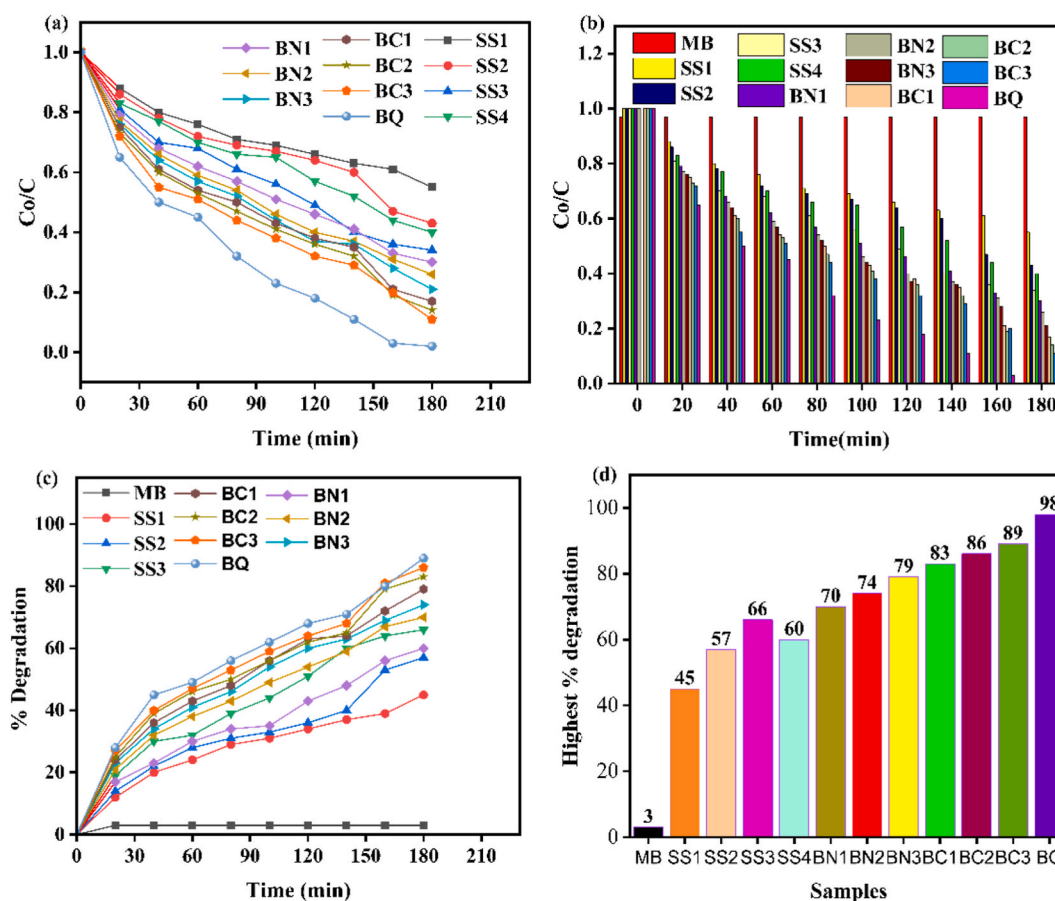 (a)
BN1 BC1 SS1
BN2 BC2 SS2
BN3 BC3 SS3
BQ SS4
1.0
0.8
0.6
0.4
0.2
0.0
Co/C
0 30 60 90 120 150 180 210
Time (min)
(b)
MB SS3 BN2 BC2
SS1 SS4 BN3 BC3
SS2 BN1 BC1 BQ
1.2
1.0
0.8
0.6
0.4
0.2
0.0
Co/C
0 20 40 60 80 100 120 140 160 180
Time(min)
(c)
MB BC1 BN1
SS1 BC2 BN2
SS2 BC3 BN3
SS3 BQ
100
80
60
40
20
0
% Degradation
0 30 60 90 120 150 180 210
Time (min)
(d)
100
80
60
40
20
0
Highest % degradation
3 45 57 66 60 70 74 79 83 86 89 98
MB SS1 SS2 SS3 SS4 BN1 BN2 BN3 BC1 BC2 BC3
Samples